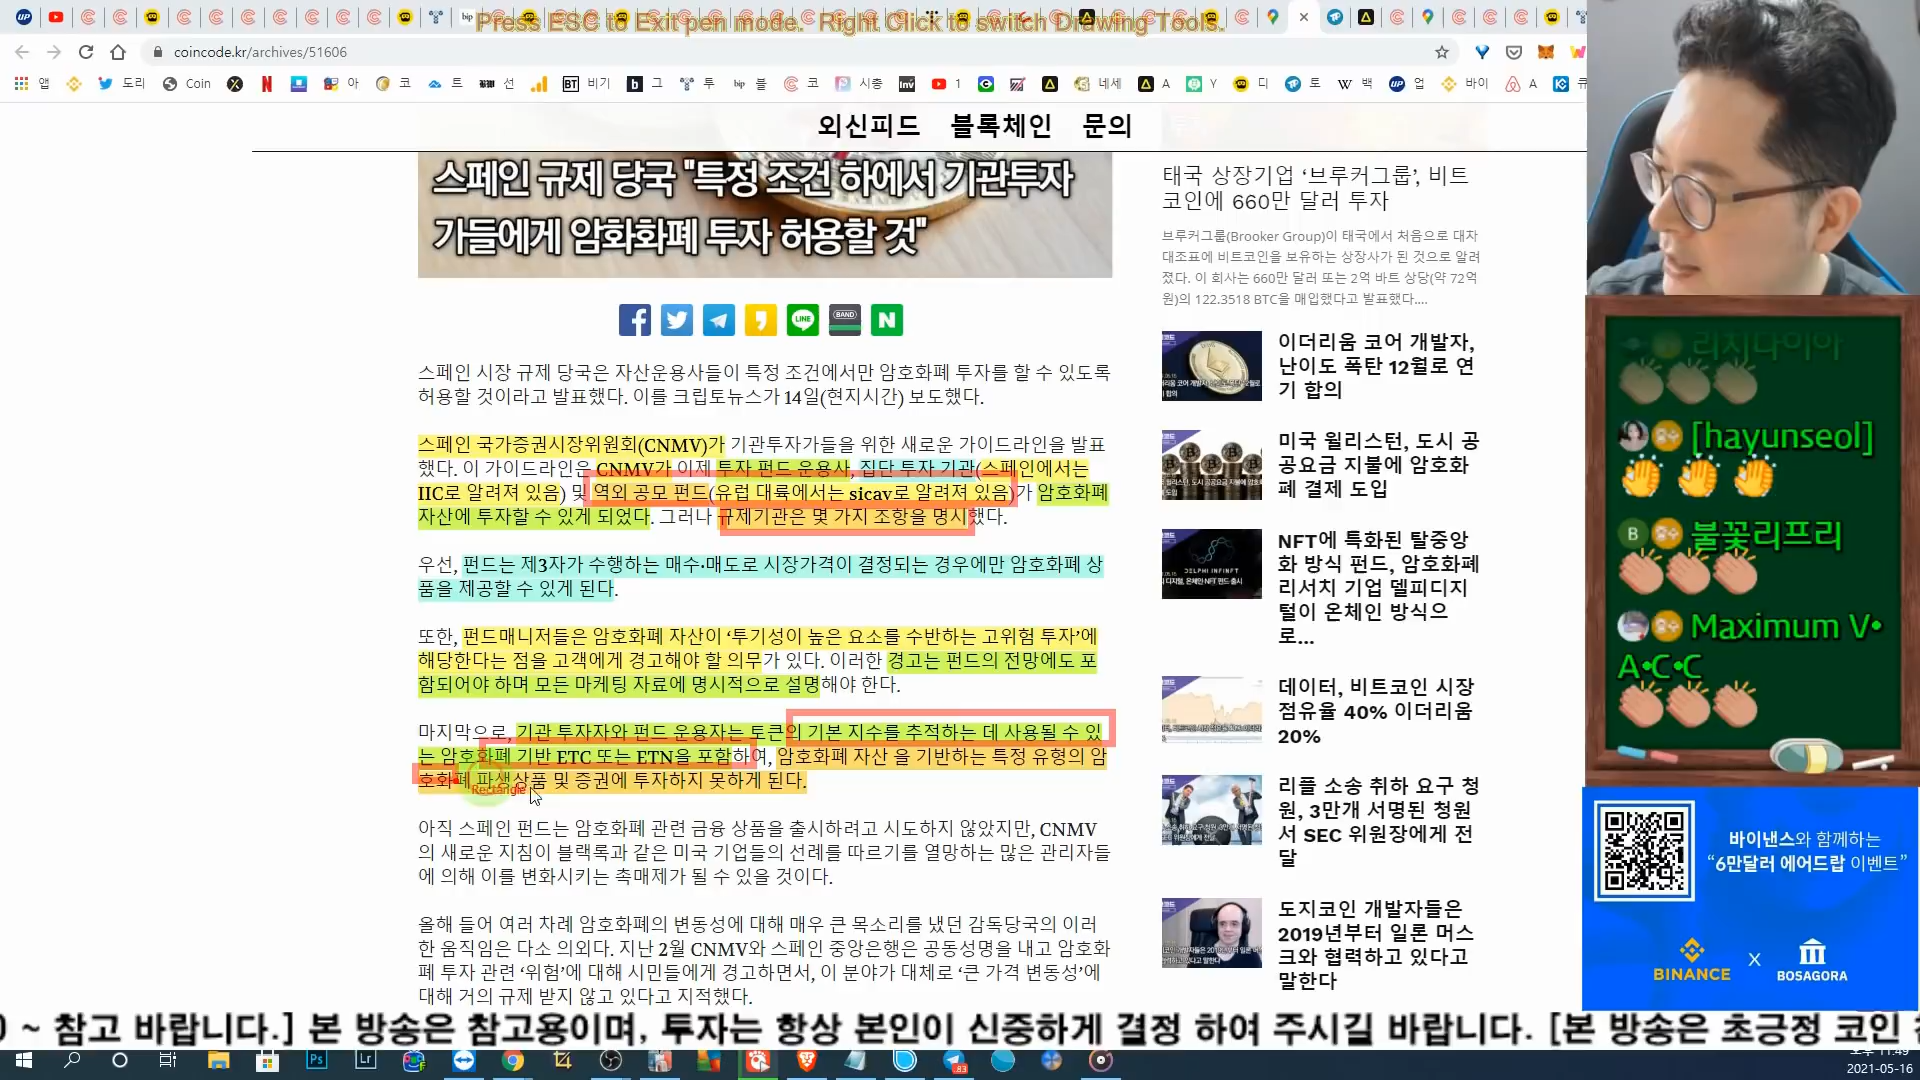 Press ESC to Exit pen mode. Right Click to switch Drawing Tools.
coincode.kr/archives/51606
앱
도리
Coin
아
코
트
선
BT 비기
b 그
투
bip 블
코
시총
Inv
1
네세
A
Y
디
토
W 백
UP 업
바이
A
외신피드 블록체인 문의
스페인 규제 당국 "특정 조건 하에서 기관투자
가들에게 암화화폐 투자 허용할 것"
LINE
BAND
N
스페인 시장 규제 당국은 자산운용사들이 특정 조건에서만 암호화폐 투자를 할 수 있도록
허용할 것이라고 발표했다. 이를 크립토뉴스가 14일(현지시간) 보도했다.
스페인 국가증권시장위원회(CNMV)가 기관투자가들을 위한 새로운 가이드라인을 발표
했다. 이 가이드라인은 CNMV가 이제 투자 펀드 운용사, 집단 투자 기관(스페인에서는
IIC로 알려져 있음) 및 역외 공모 펀드(유럽 대륙에서는 sicav로 알려져 있음)가 암호화폐
자산에 투자할 수 있게 되었다. 그러나 규제기관은 몇 가지 조항을 명시했다.
우선, 펀드는 제3자가 수행하는 매수·매도로 시장가격이 결정되는 경우에만 암호화폐 상
품을 제공할 수 있게 된다.
또한, 펀드매니저들은 암호화폐 자산이 ‘투기성이 높은 요소를 수반하는 고위험 투자’에
해당한다는 점을 고객에게 경고해야 할 의무가 있다. 이러한 경고는 펀드의 전망에도 포
함되어야 하며 모든 마케팅 자료에 명시적으로 설명해야 한다.
마지막으로, 기관 투자자와 펀드 운용자는 토큰의 기본 지수를 추적하는 데 사용될 수 있
는 암호화폐 기반 ETC 또는 ETN을 포함하여, 암호화폐 자산 을 기반하는 특정 유형의 암
호화폐 파생상품 및 증권에 투자하지 못하게 된다.
Rectangle
아직 스페인 펀드는 암호화폐 관련 금융 상품을 출시하려고 시도하지 않았지만, CNMV
의 새로운 지침이 블랙록과 같은 미국 기업들의 선례를 따르기를 열망하는 많은 관리자들
에 의해 이를 변화시키는 촉매제가 될 수 있을 것이다.
올해 들어 여러 차례 암호화폐의 변동성에 대해 매우 큰 목소리를 냈던 감독당국의 이러
한 움직임은 다소 의외다. 지난 2월 CNMV와 스페인 중앙은행은 공동성명을 내고 암호화
폐 투자 관련 ‘위험’에 대해 시민들에게 경고하면서, 이 분야가 대체로 ‘큰 가격 변동성’에
대해 거의 규제 받지 않고 있다고 지적했다.
태국 상장기업 ‘브루커그룹’, 비트
코인에 660만 달러 투자
브루커그룹(Brooker Group)이 태국에서 처음으로 대차
대조표에 비트코인을 보유하는 상장사가 된 것으로 알려
졌다. 이 회사는 660만 달러 또는 2억 바트 상당(약 72억
원)의 122.3518 BTC을 매입했다고 발표했다....
이더리움 코어 개발자,
난이도 폭탄 12월로 연
기 합의
미국 윌리스턴, 도시 공
공요금 지불에 암호화
폐 결제 도입
NFT에 특화된 탈중앙
화 방식 펀드, 암호화폐
리서치 기업 델피디지
털이 온체인 방식으
로...
데이터, 비트코인 시장
점유율 40% 이더리움
20%
리플 소송 취하 요구 청
원, 3만개 서명된 청원
서 SEC 위원장에게 전
달
도지코인 개발자들은
2019년부터 일론 머스
크와 협력하고 있다고
말한다
리치다이아
[hayunseol]
B 불꽃리프리
Maximum V•
A•C•C
바이낸스와 함께하는
“6만달러 에어드랍 이벤트”
BINANCE X BOSAGORA
~ 참고 바랍니다.] 본 방송은 참고용이며, 투자는 항상 본인이 신중하게 결정 하여 주시길 바랍니다. [본 방송은 초긍정 코인
Ps
Lr
83
오후 11:49
2021-05-16